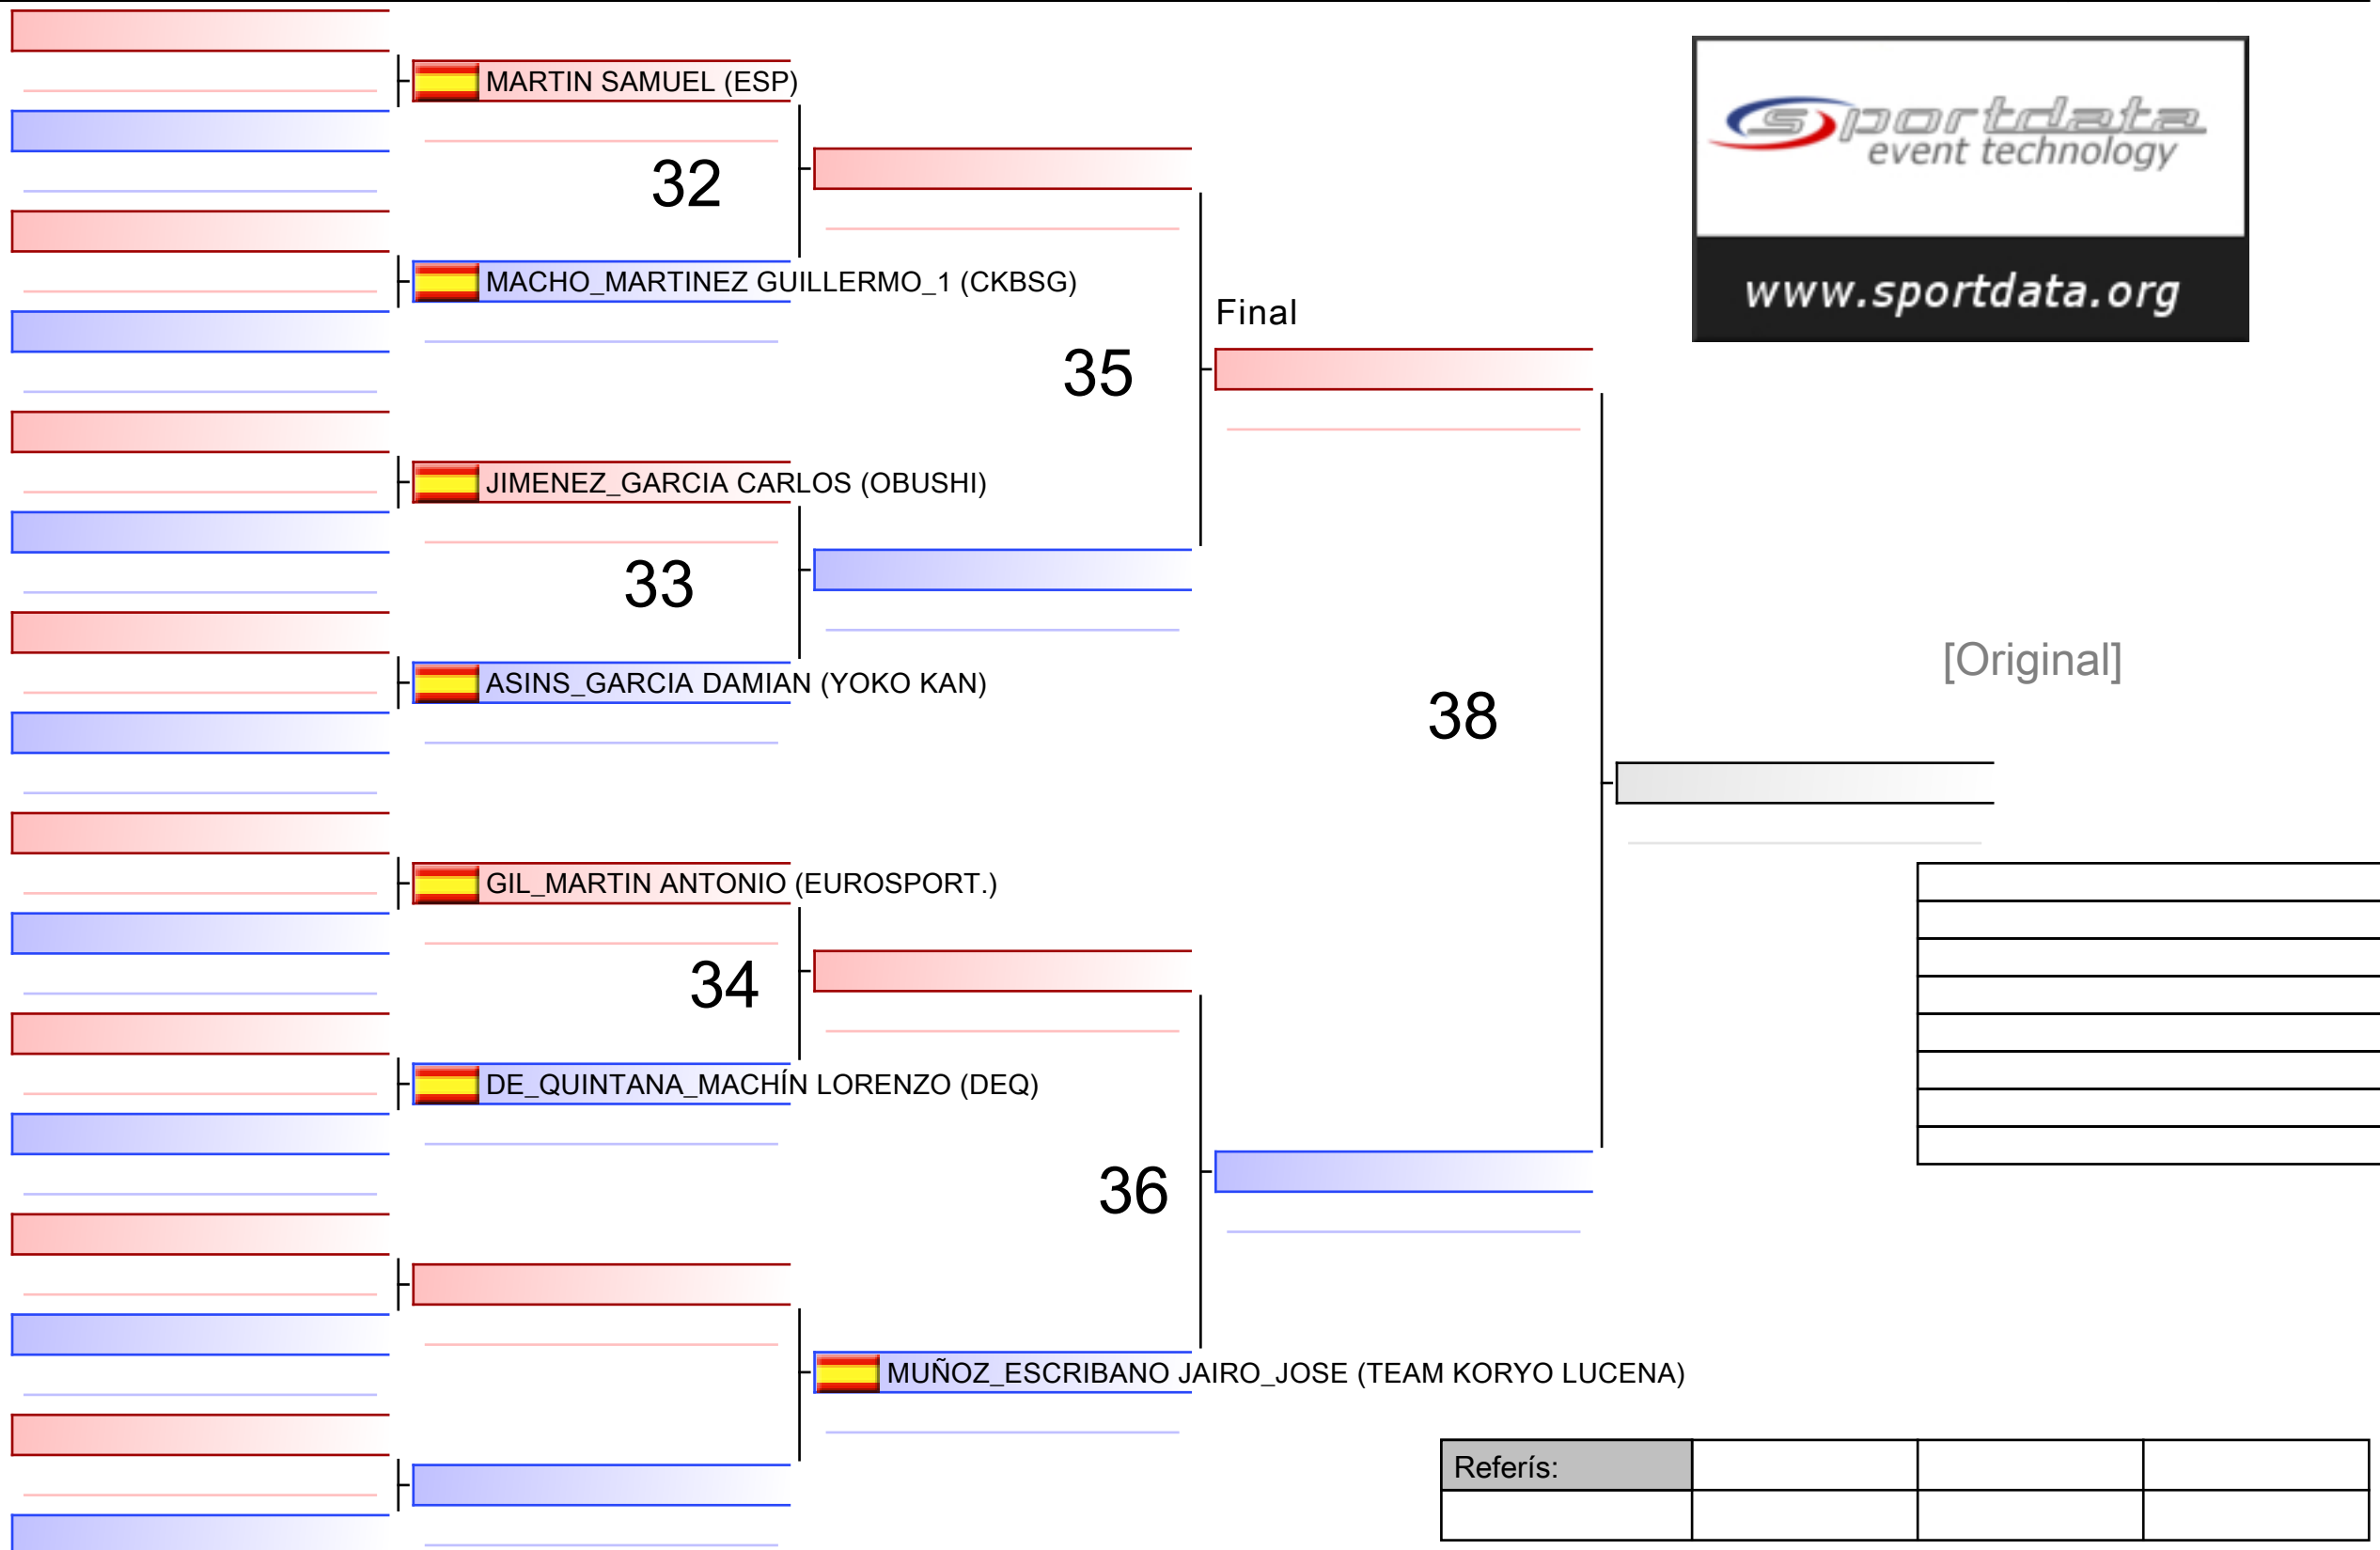 MARTIN SAMUEL (ESP)
sportdata
event technology
32
MACHO_MARTINEZ GUILLERMO_1 (CKBSG)
www.sportdata.org
Final
35
JIMENEZ_GARCIA CARLOS (OBUSHI)
33
[Original]
ASINS_GARCIA DAMIAN (YOKO KAN)
38
GIL_MARTIN ANTONIO (EUROSPORT.)
34
DE_QUINTANA_MACHÍN LORENZO (DEQ)
36
MUÑOZ_ESCRIBANO JAIRO_JOSE (TEAM KORYO LUCENA)
Referís: